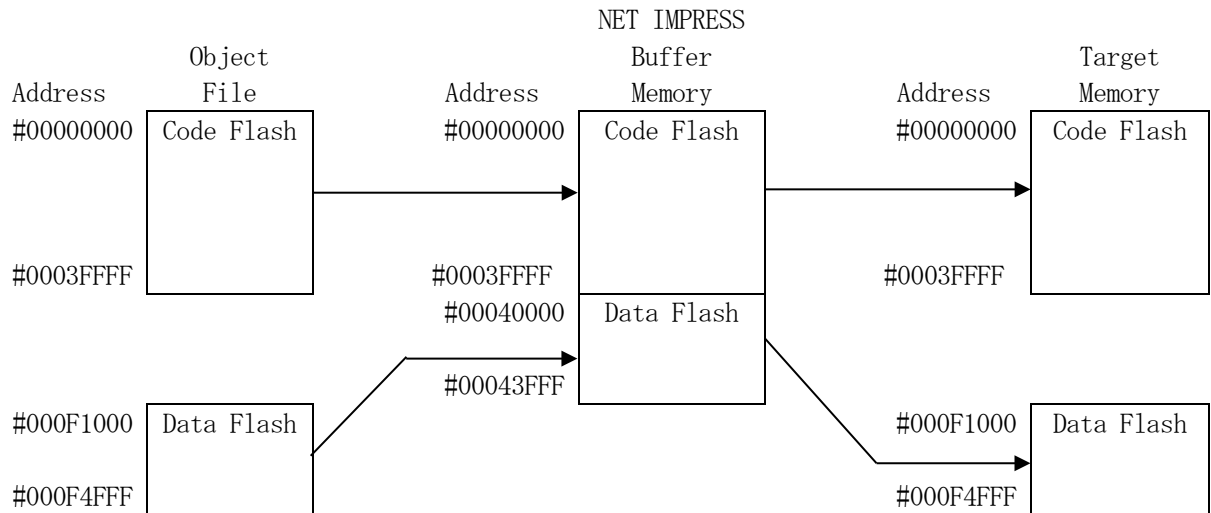 NET IMPRESS
Object Buffer Target
Address File Address Memory Address Memory
#00000000 Code Flash #00000000 Code Flash #00000000 Code Flash
#0003FFFF #0003FFFF #0003FFFF
#00040000 Data Flash
#00043FFF
#000F1000 Data Flash #000F1000 Data Flash
#000F4FFF #000F4FFF